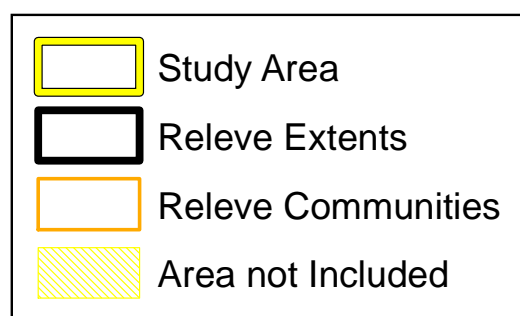 Study Area
Releve Extents
Releve Communities
Area not Included